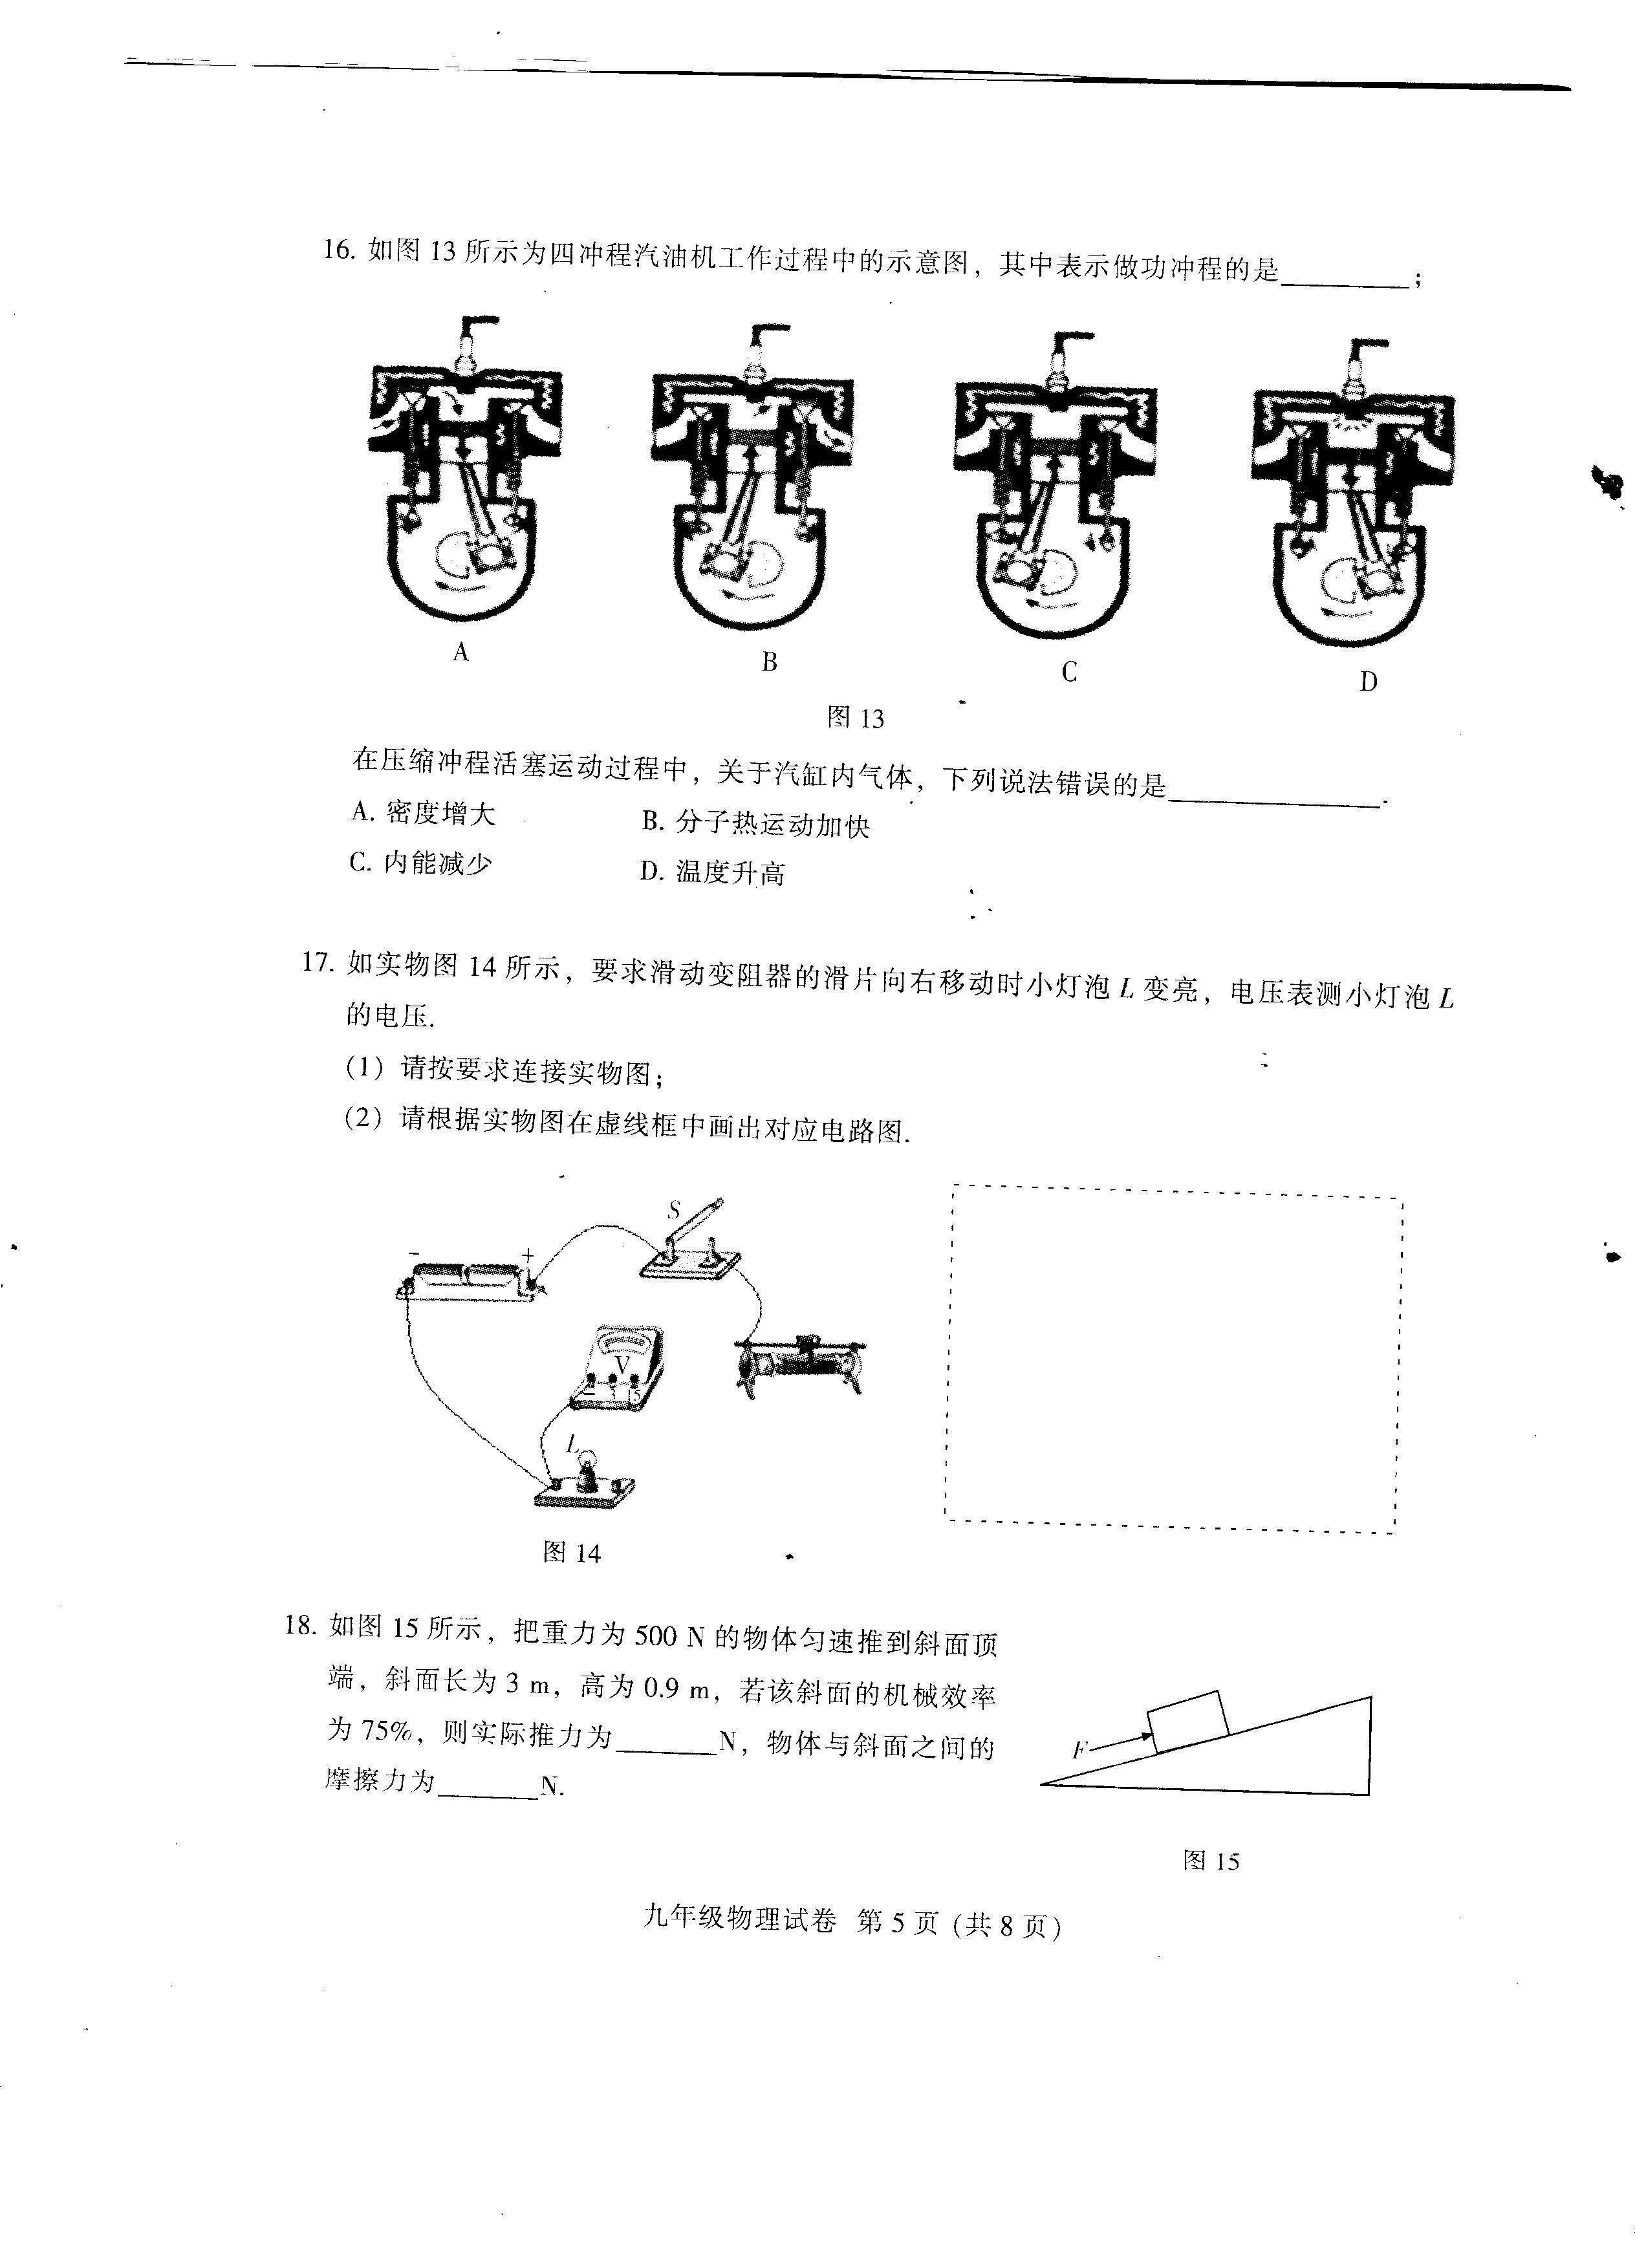 16. 如图 13 所示为四冲程汽油机工作过程中的示意图，其中表示做功冲程的是________；
A
B
C
D
图 13
在压缩冲程活塞运动过程中，关于汽缸内气体，下列说法错误的是________.
A. 密度增大 B. 分子热运动加快
C. 内能减少 D. 温度升高
17. 如实物图 14 所示，要求滑动变阻器的滑片向右移动时小灯泡 L 变亮，电压表测小灯泡 L
的电压.
(1) 请按要求连接实物图；
(2) 请根据实物图在虚线框中画出对应电路图.
S
− +
V
− 3 15
L
图 14
18. 如图 15 所示，把重力为 500 N 的物体匀速推到斜面顶
端，斜面长为 3 m，高为 0.9 m，若该斜面的机械效率
为 75%，则实际推力为________N，物体与斜面之间的
摩擦力为________N.
F
图 15
九年级物理试卷 第 5 页 (共 8 页)